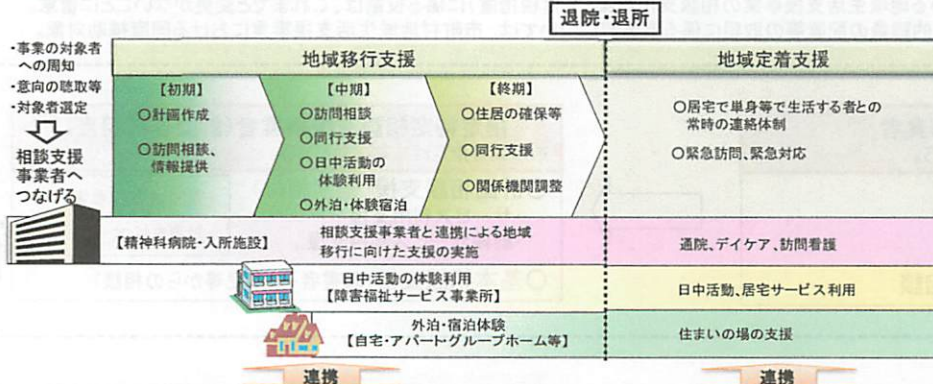 退院・退所
・事業の対象者
への周知
・意向の聴取等
・対象者選定
相談支援
事業者へ
つなげる
地域移行支援
【初期】
〇計画作成
〇訪問相談、
情報提供
【中期】
〇訪問相談
〇同行支援
〇日中活動の
体験利用
〇外泊・体験宿泊
【終期】
〇住居の確保等
〇同行支援
〇関係機関調整
地域定着支援
〇居宅で単身等で生活する者との
常時の連絡体制
〇緊急訪問、緊急対応
【精神科病院・入所施設】
相談支援事業者と連携による地域
移行に向けた支援の実施
通院、デイケア、訪問看護
日中活動の体験利用
【障害福祉サービス事業所】
日中活動、居宅サービス利用
外泊・宿泊体験
【自宅・アパートグループホーム等】
住まいの場の支援
連携
連携